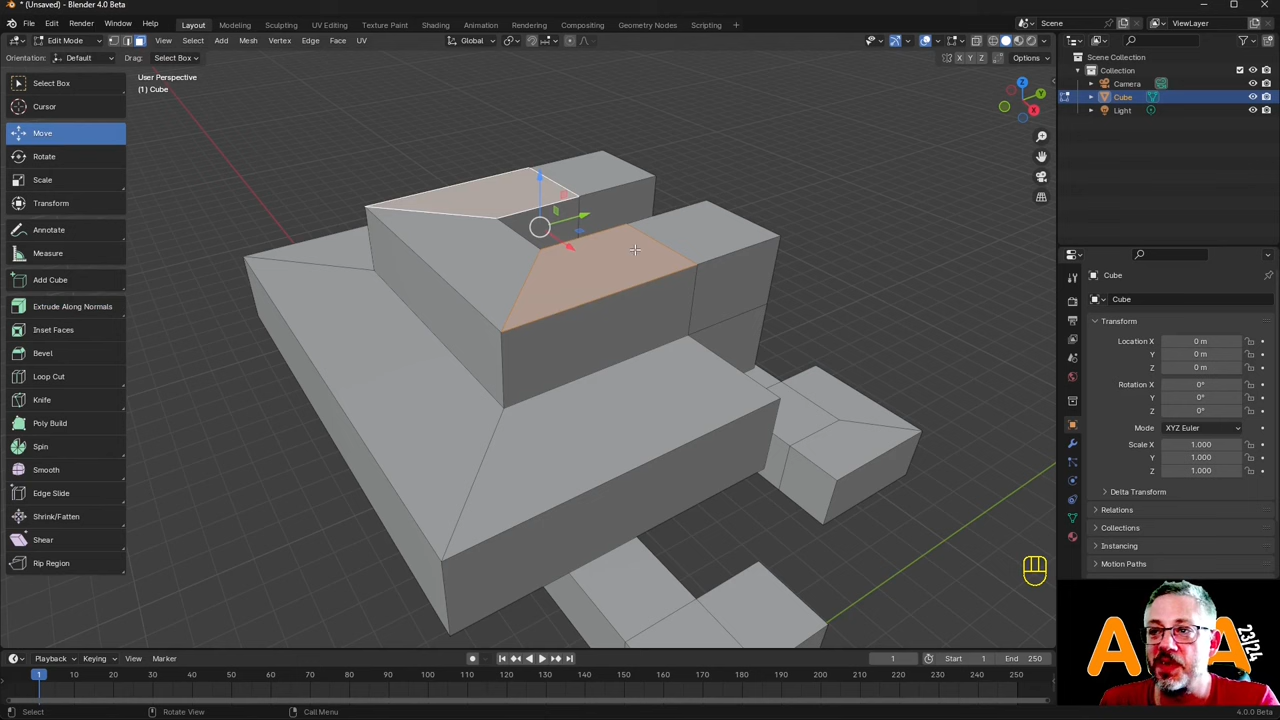 * (Unsaved) - Blender 4.0 Beta
File Edit Render Window Help Layout Modeling Sculpting UV Editing Texture Paint Shading Animation Rendering Compositing Geometry Nodes Scripting + Scene ViewLayer
Edit Mode View Select Add Mesh Vertex Edge Face UV Global
Orientation: Default Drag: Select Box X Y Z Options
Select Box
Cursor
Move
Rotate
Scale
Transform
Annotate
Measure
Add Cube
Extrude Along Normals
Inset Faces
Bevel
Loop Cut
Knife
Poly Build
Spin
Smooth
Edge Slide
Shrink/Fatten
Shear
Rip Region
User Perspective
(1) Cube
Z
Y
X
Scene Collection
Collection
Camera
Cube
Light
Cube
Cube
Transform
Location X 0 m
Y 0 m
Z 0 m
Rotation X 0°
Y 0°
Z 0°
Mode XYZ Euler
Scale X 1.000
Y 1.000
Z 1.000
Delta Transform
Relations
Collections
Instancing
Motion Paths
23/24
Playback Keying View Marker 1 Start 1 End 250
1 10 20 30 40 50 60 70 80 90 100 110 120 130 140 150 160 170 180 190 200 210 220 230 240 250
Select Rotate View Call Menu 4.0.0 Beta